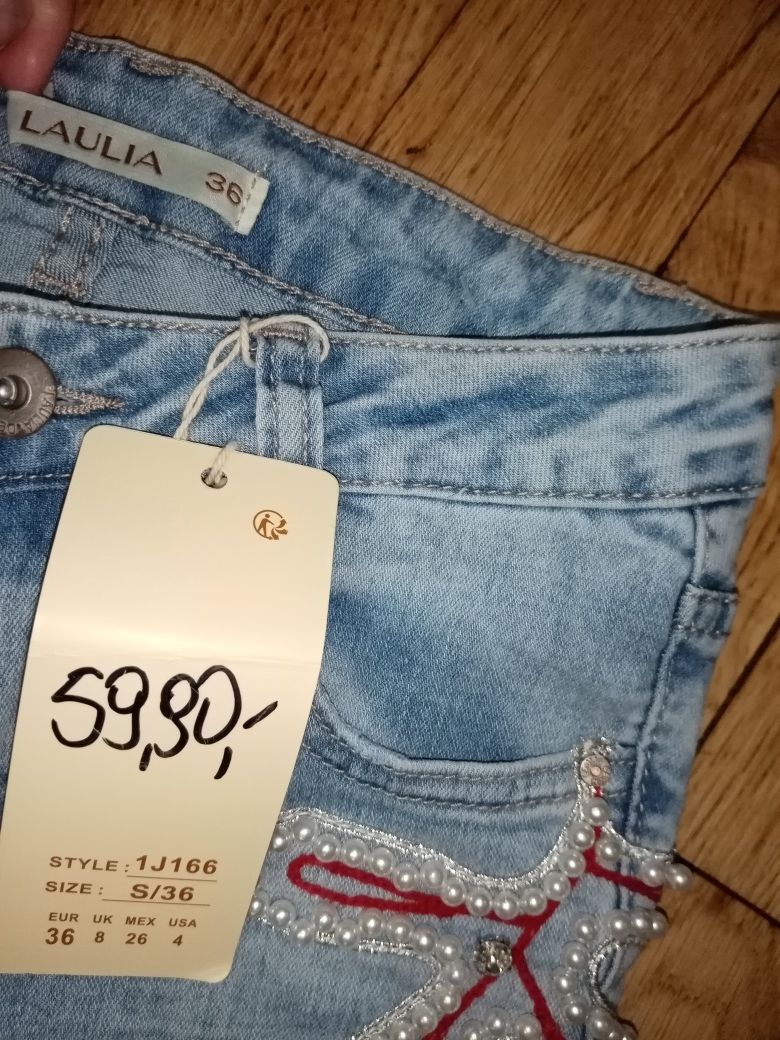 LAULIA 36
59,90,-
STYLE : 1J166
SIZE : S/36
EUR UK MEX USA
36 8 26 4